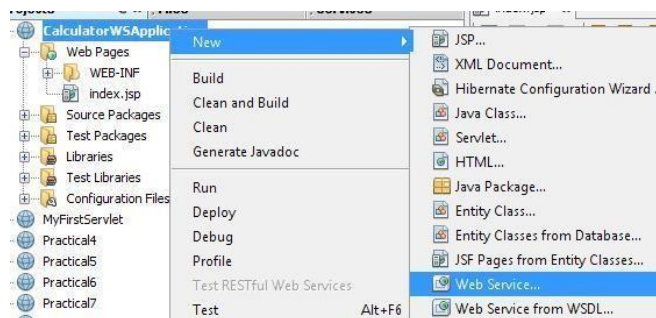 Services
CalculatorWSApplic
Web Pages
WEB-INF
index.jsp
Source Packages
Test Packages
Libraries
Test Libraries
Configuration Files
MyFirstServlet
Practical4
Practical5
Practical6
Practical7
New
Build
Clean and Build
Clean
Generate Javadoc
Run
Deploy
Debug
Profile
Test RESTful Web Services
Test Alt+F6
JSP...
XML Document...
Hibernate Configuration Wizard
Java Class...
Servlet...
HTML...
Java Package...
Entity Class...
Entity Classes from Database...
JSF Pages from Entity Classes...
Web Service...
Web Service from WSDL...